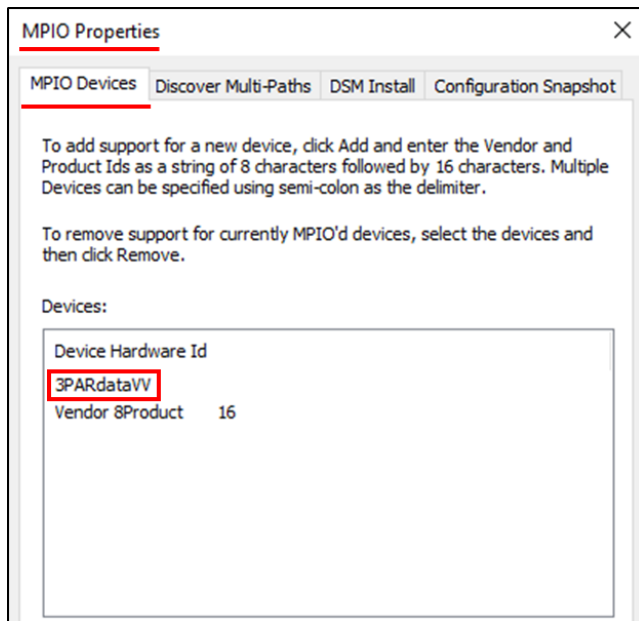 MPIO Properties
MPIO Devices Discover Multi-Paths DSM Install Configuration Snapshot
To add support for a new device, click Add and enter the Vendor and
Product Ids as a string of 8 characters followed by 16 characters. Multiple
Devices can be specified using semi-colon as the delimiter.
To remove support for currently MPIO'd devices, select the devices and
then click Remove.
Devices:
Device Hardware Id
3PARdataVV
Vendor 8Product 16